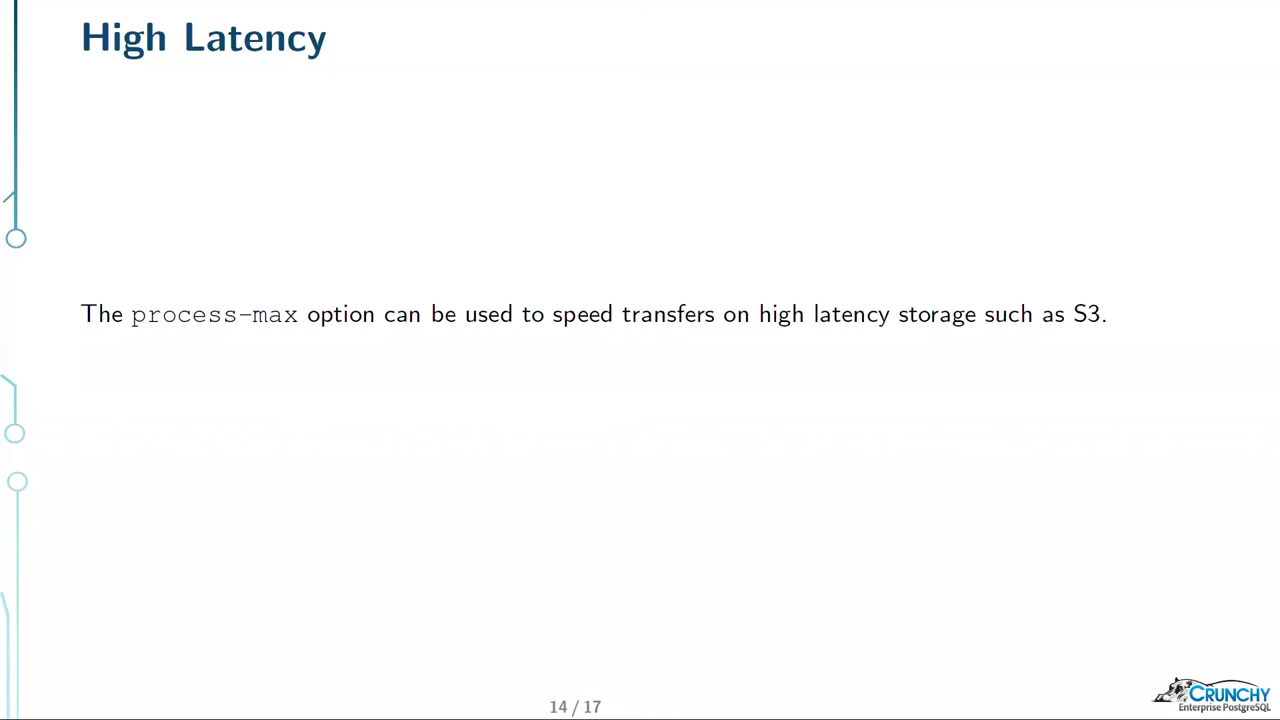 High Latency
The process-max option can be used to speed transfers on high latency storage such as S3.
14 / 17
CRUNCHY
Enterprise PostgreSQL